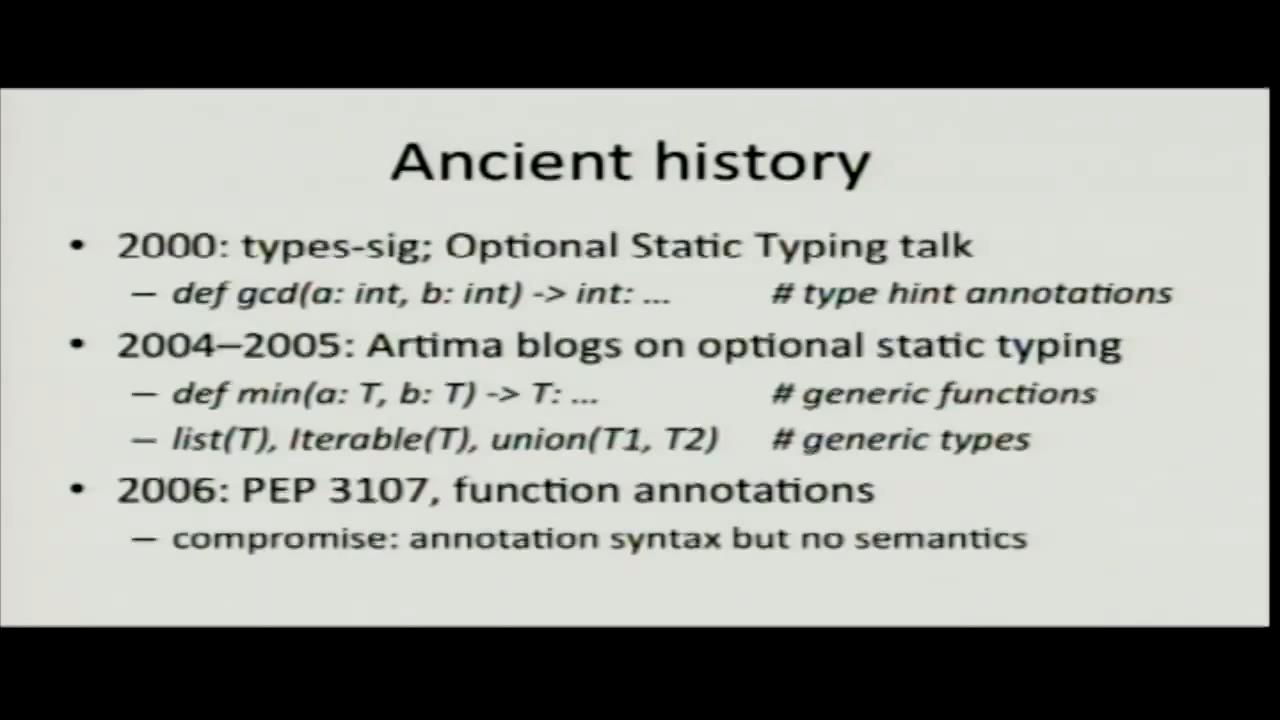 Ancient history
• 2000: types-sig; Optional Static Typing talk
– def gcd(a: int, b: int) -> int: ... # type hint annotations
• 2004–2005: Artima blogs on optional static typing
– def min(a: T, b: T) -> T: ... # generic functions
– list(T), Iterable(T), union(T1, T2) # generic types
• 2006: PEP 3107, function annotations
– compromise: annotation syntax but no semantics